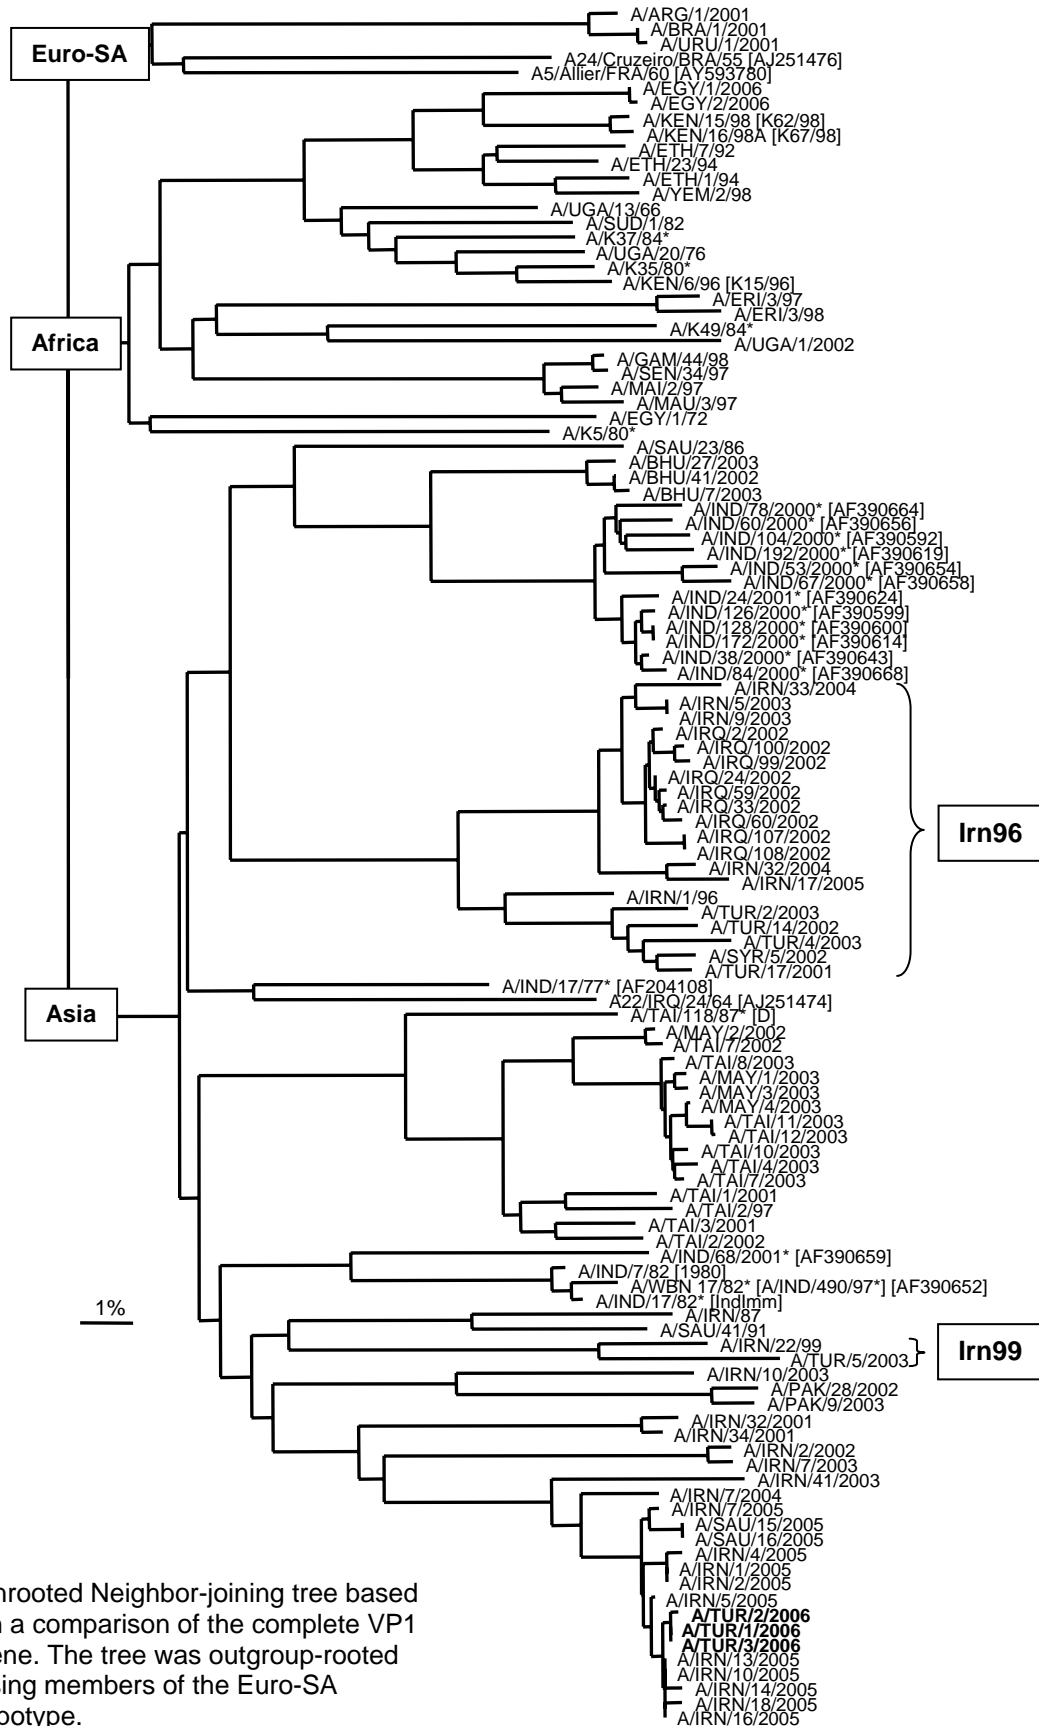 A/ARG/1/2001
A/BRA/1/2001
A/URU/1/2001
Euro-SA
A24/Cruzeiro/BRA/55 [AJ251476]
A5/Allier/FRA/60 [AY593780]
A/EGY/1/2006
A/EGY/2/2006
A/KEN/15/98 [K62/98]
A/KEN/16/98A [K67/98]
A/ETH/7/92
A/ETH/23/94
A/ETH/1/94
A/YEM/2/98
A/UGA/13/66
A/SUD/1/82
A/K37/84*
A/UGA/20/76
A/K35/80*
A/KEN/6/96 [K15/96]
A/ERI/3/97
A/ERI/3/98
A/K49/84*
Africa
A/UGA/1/2002
A/GAM/44/98
A/SEN/34/97
A/MAI/2/97
A/MAU/3/97
A/EGY/1/72
A/K5/80*
A/SAU/23/86
A/BHU/27/2003
A/BHU/41/2002
A/BHU/7/2003
A/IND/78/2000* [AF390664]
A/IND/60/2000* [AF390656]
A/IND/104/2000* [AF390592]
A/IND/192/2000* [AF390619]
A/IND/53/2000* [AF390654]
A/IND/67/2000* [AF390658]
A/IND/24/2001* [AF390624]
A/IND/126/2000* [AF390599]
A/IND/128/2000* [AF390600]
A/IND/172/2000* [AF390614]
A/IND/38/2000* [AF390643]
A/IND/84/2000* [AF390668]
A/IRN/33/2004
A/IRN/5/2003
A/IRN/9/2003
A/IRQ/2/2002
A/IRQ/100/2002
A/IRQ/99/2002
A/IRQ/24/2002
A/IRQ/59/2002
A/IRQ/33/2002
A/IRQ/60/2002
A/IRQ/107/2002
Irn96
A/IRQ/108/2002
A/IRN/32/2004
A/IRN/17/2005
A/IRN/1/96
A/TUR/2/2003
A/TUR/14/2002
A/TUR/4/2003
A/SYR/5/2002
A/TUR/17/2001
A/IND/17/77* [AF204108]
A22/IRQ/24/64 [AJ251474]
Asia
A/TAI/118/87* [D]
A/MAY/2/2002
A/TAI/7/2002
A/TAI/8/2003
A/MAY/1/2003
A/MAY/3/2003
A/MAY/4/2003
A/TAI/11/2003
A/TAI/12/2003
A/TAI/10/2003
A/TAI/4/2003
A/TAI/7/2003
A/TAI/1/2001
A/TAI/2/97
A/TAI/3/2001
A/TAI/2/2002
A/IND/68/2001* [AF390659]
A/IND/7/82 [1980]
A/WBN 17/82* [A/IND/490/97*] [AF390652]
A/IND/17/82* [IndImm]
1%
A/IRN/87
A/SAU/41/91
A/IRN/22/99
Irn99
A/TUR/5/2003
A/IRN/10/2003
A/PAK/28/2002
A/PAK/9/2003
A/IRN/32/2001
A/IRN/34/2001
A/IRN/2/2002
A/IRN/7/2003
A/IRN/41/2003
A/IRN/7/2004
A/IRN/7/2005
A/SAU/15/2005
A/SAU/16/2005
A/IRN/4/2005
A/IRN/1/2005
A/IRN/2/2005
A/IRN/5/2005
A/TUR/2/2006
A/TUR/1/2006
A/TUR/3/2006
A/IRN/13/2005
A/IRN/10/2005
A/IRN/14/2005
A/IRN/18/2005
A/IRN/16/2005
nrooted Neighbor-joining tree based
n a comparison of the complete VP1
ene. The tree was outgroup-rooted
sing members of the Euro-SA
potype.